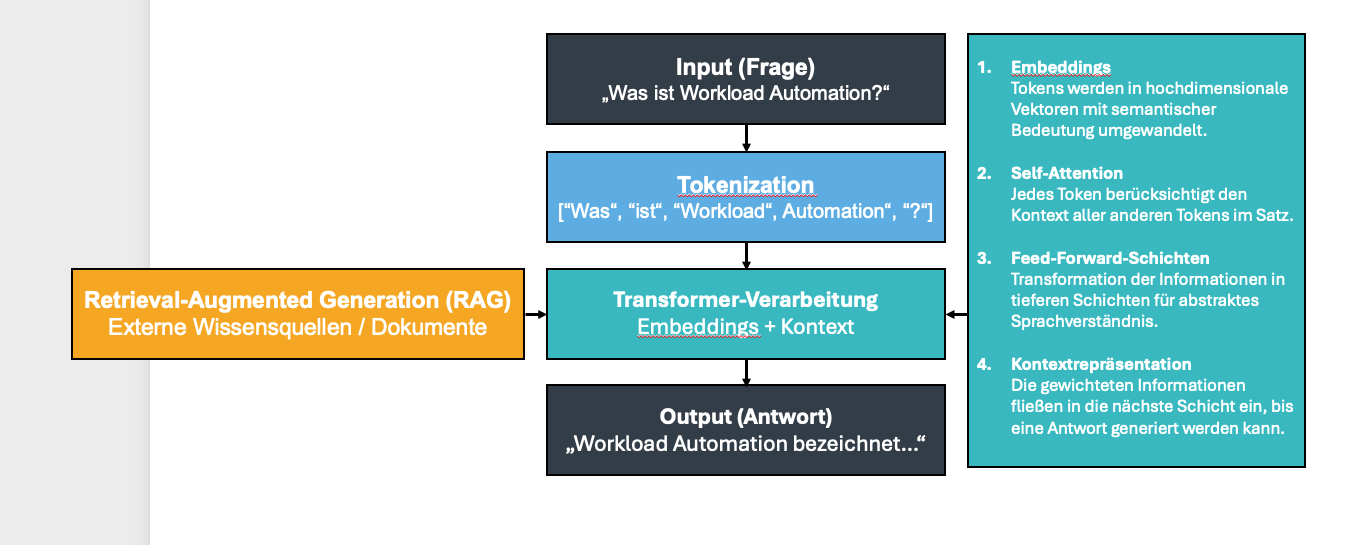 Input (Frage)
„Was ist Workload Automation?“
Tokenization
[“Was“, “ist“, “Workload“, Automation“, “?“]
Retrieval-Augmented Generation (RAG)
Externe Wissensquellen / Dokumente
Transformer-Verarbeitung
Embeddings + Kontext
Output (Antwort)
„Workload Automation bezeichnet...“
1. Embeddings
Tokens werden in hochdimensionale
Vektoren mit semantischer
Bedeutung umgewandelt.
2. Self-Attention
Jedes Token berücksichtigt den
Kontext aller anderen Tokens im Satz.
3. Feed-Forward-Schichten
Transformation der Informationen in
tieferen Schichten für abstraktes
Sprachverständnis.
4. Kontextrepräsentation
Die gewichteten Informationen
fließen in die nächste Schicht ein, bis
eine Antwort generiert werden kann.